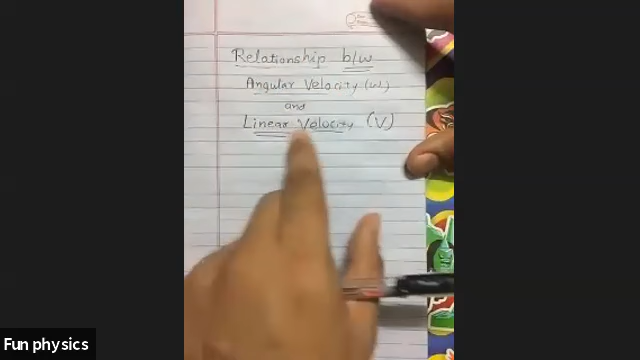 Relationship b/w
Angular Velocity (ω)
and
Linear Velocity (V)
Fun physics